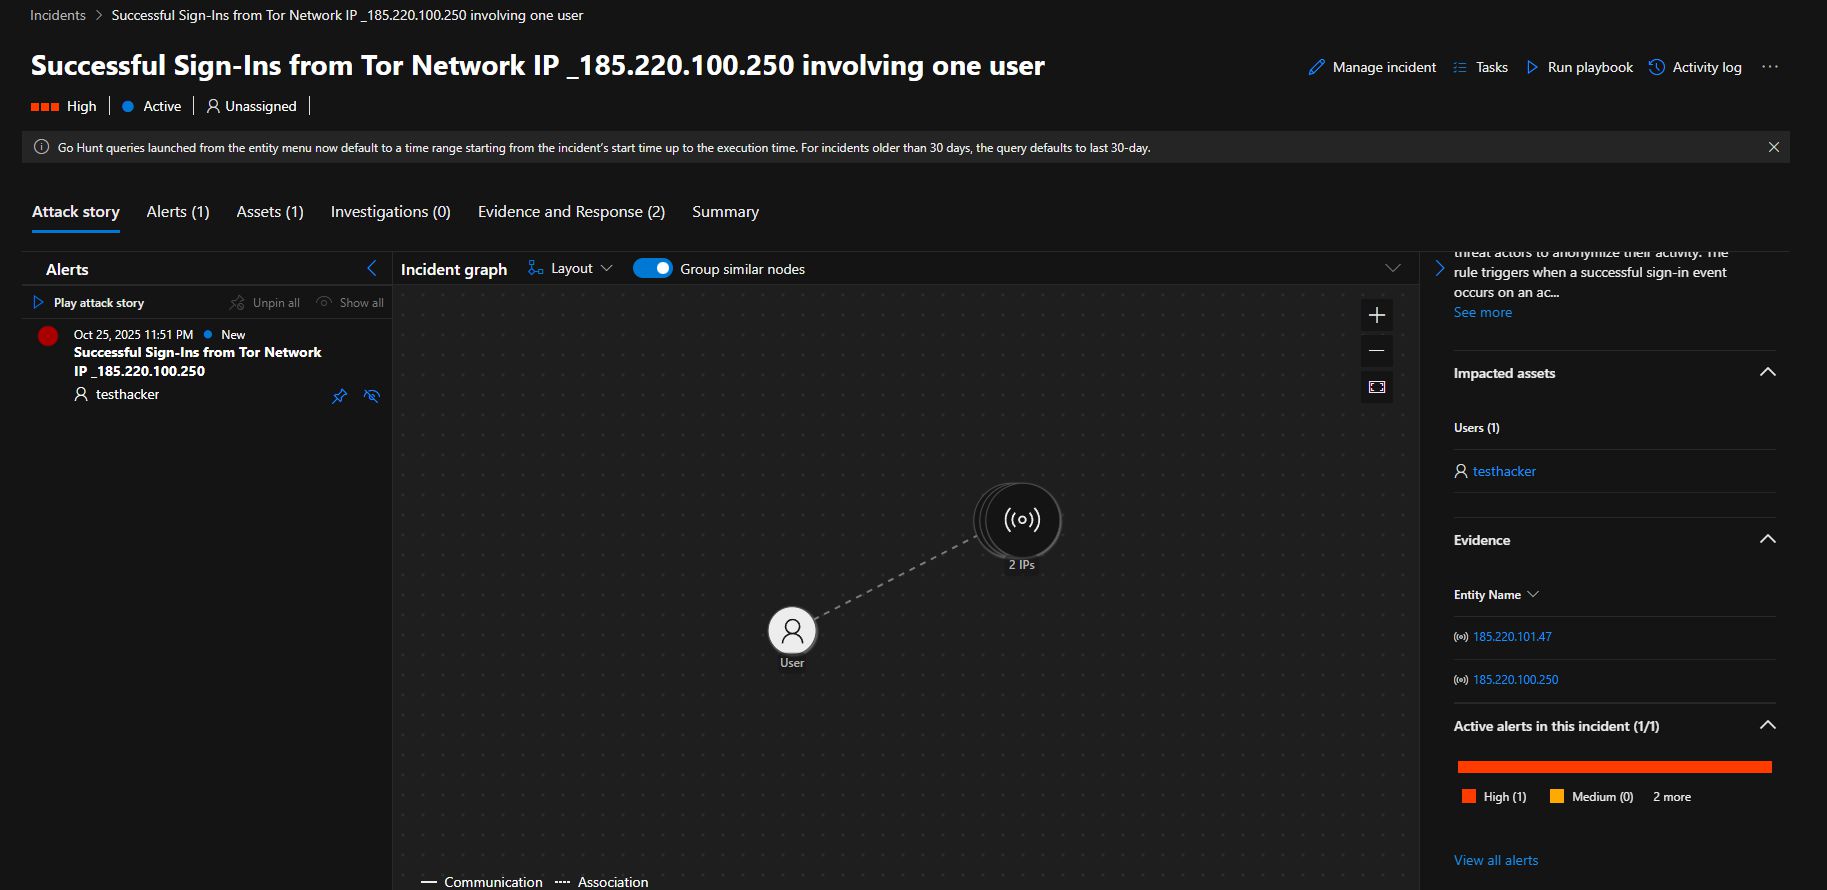 Incidents > Successful Sign-Ins from Tor Network IP _185.220.100.250 involving one user
Successful Sign-Ins from Tor Network IP _185.220.100.250 involving one user
Manage incident
Tasks
Run playbook
Activity log
High
Active
Unassigned
Go Hunt queries launched from the entity menu now default to a time range starting from the incident's start time up to the execution time. For incidents older than 30 days, the query defaults to last 30-day.
Attack story
Alerts (1)
Assets (1)
Investigations (0)
Evidence and Response (2)
Summary
Alerts
Play attack story
Unpin all
Show all
Oct 25, 2025 11:51 PM
New
Successful Sign-Ins from Tor Network
IP _185.220.100.250
testhacker
Incident graph
Layout
Group similar nodes
2 IPs
User
Communication
Association
threat actors to anonymize their activity. The
rule triggers when a successful sign-in event
occurs on an ac...
See more
Impacted assets
Users (1)
testhacker
Evidence
Entity Name
185.220.101.47
185.220.100.250
Active alerts in this incident (1/1)
High (1)
Medium (0)
2 more
View all alerts